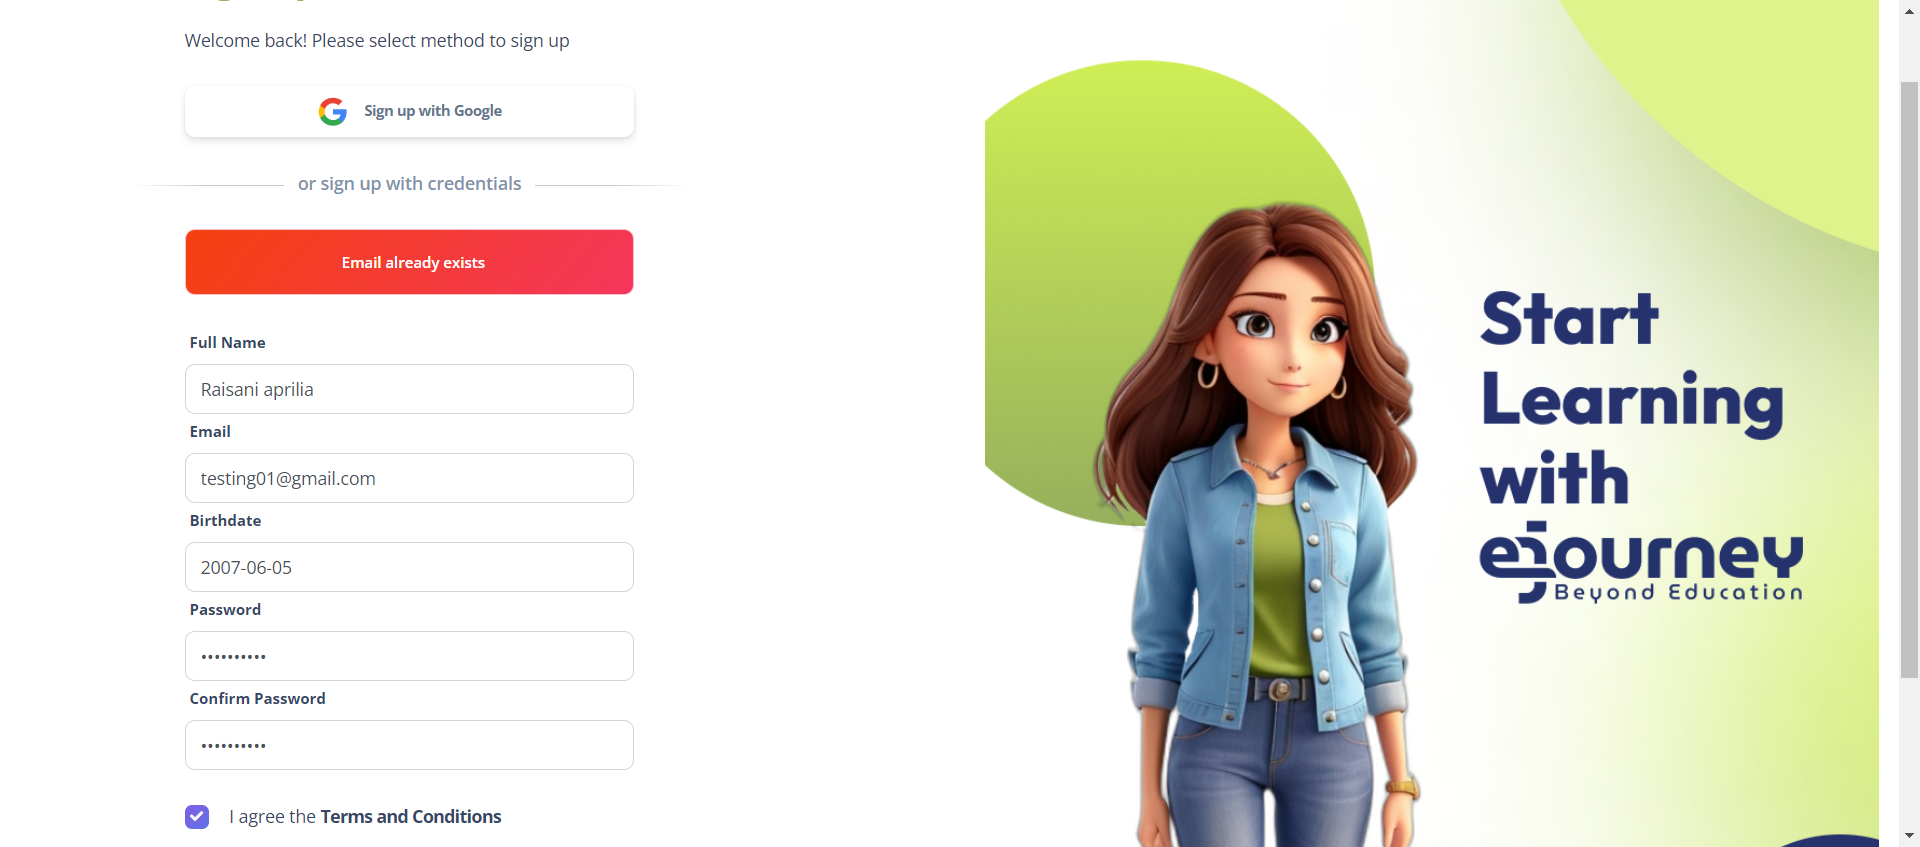 Welcome back! Please select method to sign up
Sign up with Google
or sign up with credentials
Email already exists
Full Name
Raisani aprilia
Email
testing01@gmail.com
Birthdate
2007-06-05
Password
••••••••••
Confirm Password
••••••••••
I agree the Terms and Conditions
Start
Learning
with
eJourney
Beyond Education